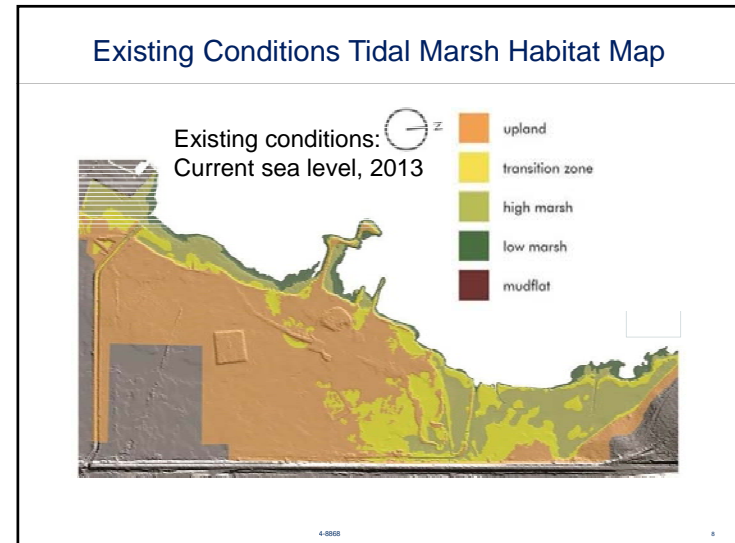 Existing Conditions Tidal Marsh Habitat Map
Existing conditions:
Current sea level, 2013
N
upland
transition zone
high marsh
low marsh
mudflat
4-8868
8